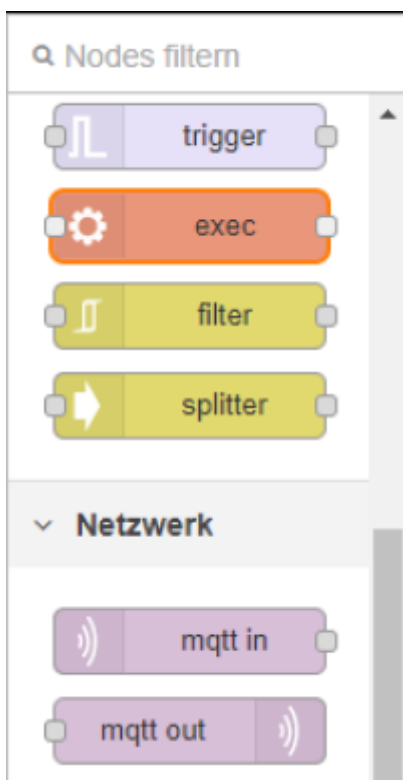 Nodes filtern
trigger
exec
filter
splitter
Netzwerk
mqtt in
mqtt out